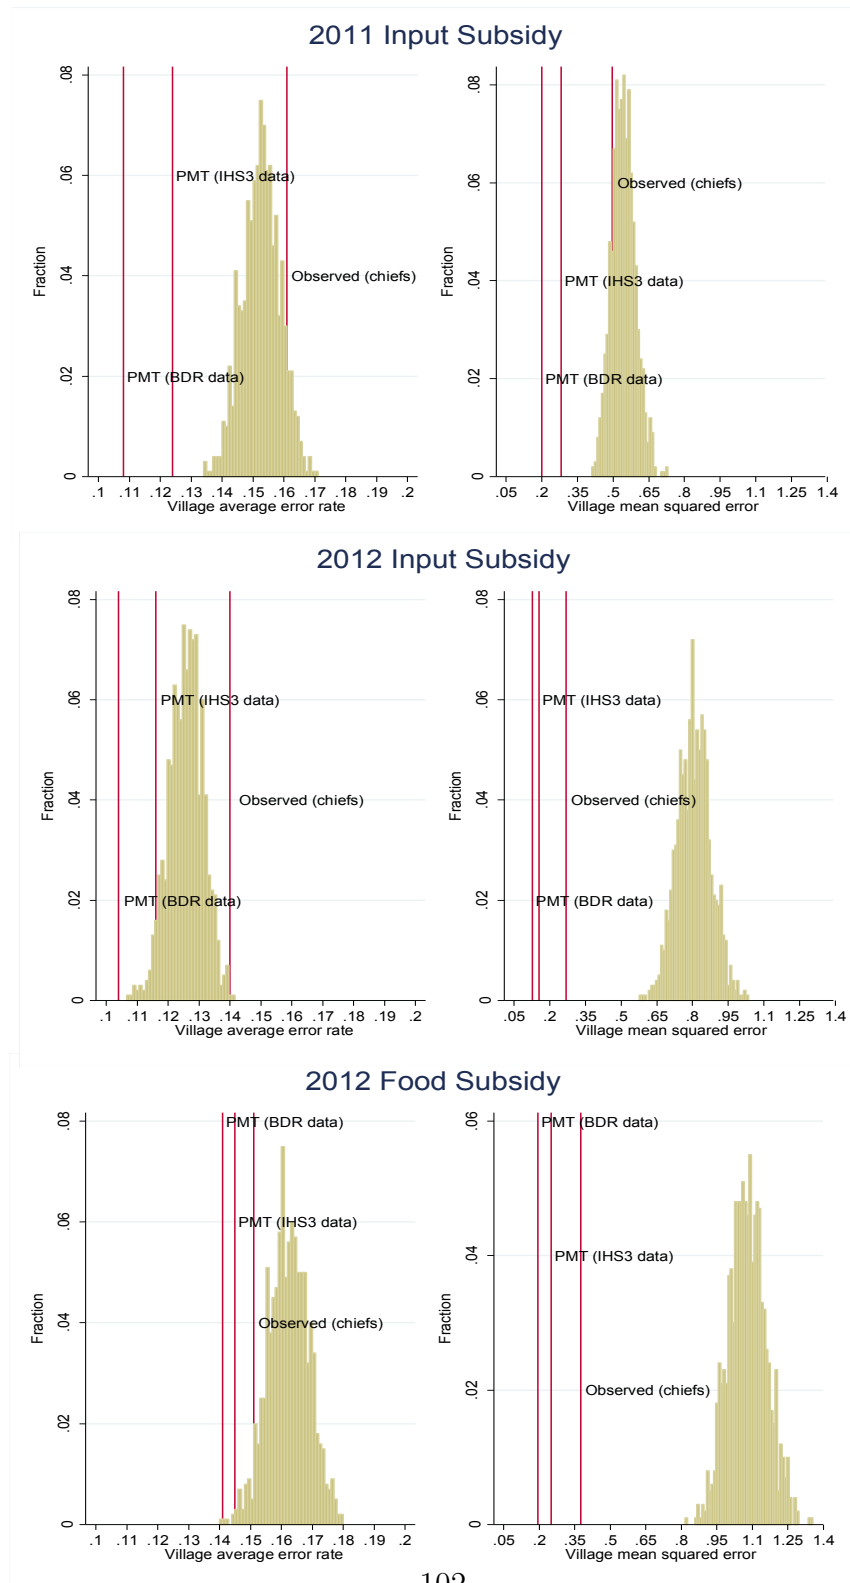 2011 Input Subsidy
Fraction
0 .02 .04 .06 .08
PMT (IHS3 data)
Observed (chiefs)
PMT (BDR data)
.1 .11 .12 .13 .14 .15 .16 .17 .18 .19 .2
Village average error rate
Fraction
0 .02 .04 .06 .08
Observed (chiefs)
PMT (IHS3 data)
PMT (BDR data)
.05 .2 .35 .5 .65 .8 .95 1.1 1.25 1.4
Village mean squared error
2012 Input Subsidy
Fraction
0 .02 .04 .06 .08
PMT (IHS3 data)
Observed (chiefs)
PMT (BDR data)
.1 .11 .12 .13 .14 .15 .16 .17 .18 .19 .2
Village average error rate
Fraction
0 .02 .04 .06 .08
PMT (IHS3 data)
Observed (chiefs)
PMT (BDR data)
.05 .2 .35 .5 .65 .8 .95 1.1 1.25 1.4
Village mean squared error
2012 Food Subsidy
Fraction
0 .02 .04 .06 .08
PMT (BDR data)
PMT (IHS3 data)
Observed (chiefs)
.1 .11 .12 .13 .14 .15 .16 .17 .18 .19 .2
Village average error rate
Fraction
0 .02 .04 .06
PMT (BDR data)
PMT (IHS3 data)
Observed (chiefs)
.05 .2 .35 .5 .65 .8 .95 1.1 1.25 1.4
Village mean squared error
102